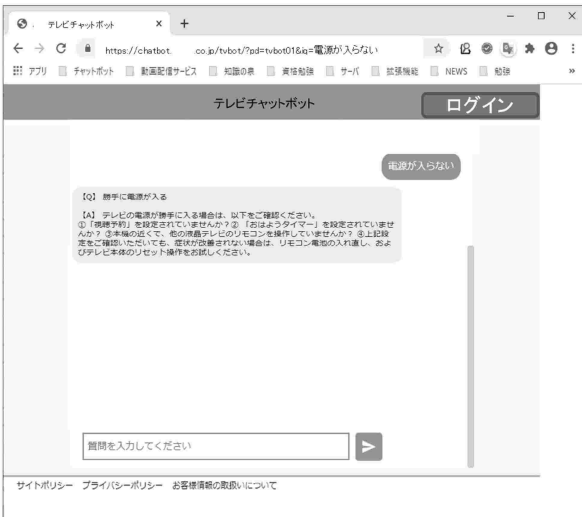 テレビチャットボット × +
https://chatbot. .co.jp/tvbot/?pd=tvbot01&iq=電源が入らない
アプリ チャットボット 動画配信サービス 知識の泉 資格勉強 サーバ 拡張機能 NEWS 勉強 »
テレビチャットボット
ログイン
電源が入らない
【Q】 勝手に電源が入る
【A】 テレビの電源が勝手に入る場合は、以下をご確認ください。
①「視聴予約」を設定されていませんか？②「おはようタイマー」を設定されていませ
んか？ ③本機の近くて、他の液晶テレビのリモコンを操作していませんか？ ④上記設
定をご確認いただいても、症状が改善されない場合は、リモコン電池の入れ直し、およ
びテレビ本体のリセット操作をお試しください。
質問を入力してください
サイトポリシー プライバシーポリシー お客様情報の取扱いについて